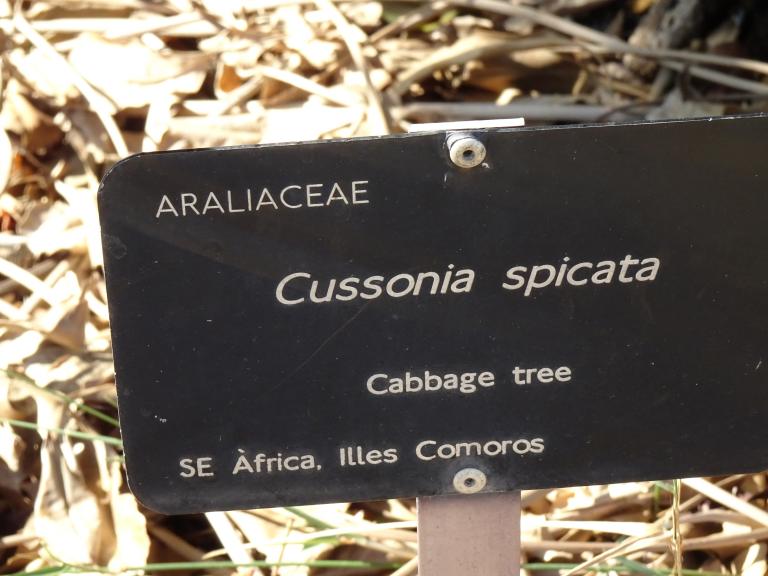 ARALIACEAE
Cussonia spicata
Cabbage tree
SE Àfrica, Illes Comoros